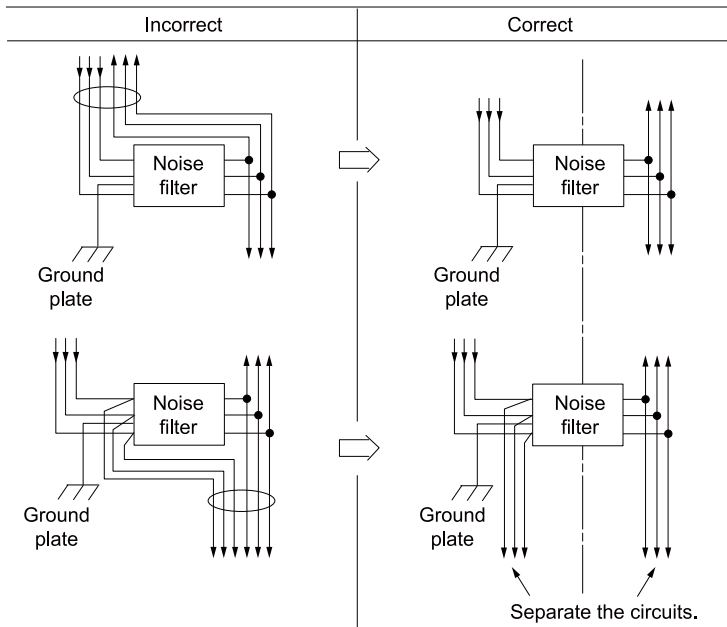 Incorrect
Correct
Noise
filter
Ground
plate
Noise
filter
Ground
plate
Noise
filter
Ground
plate
Noise
filter
Ground
plate
Separate the circuits.